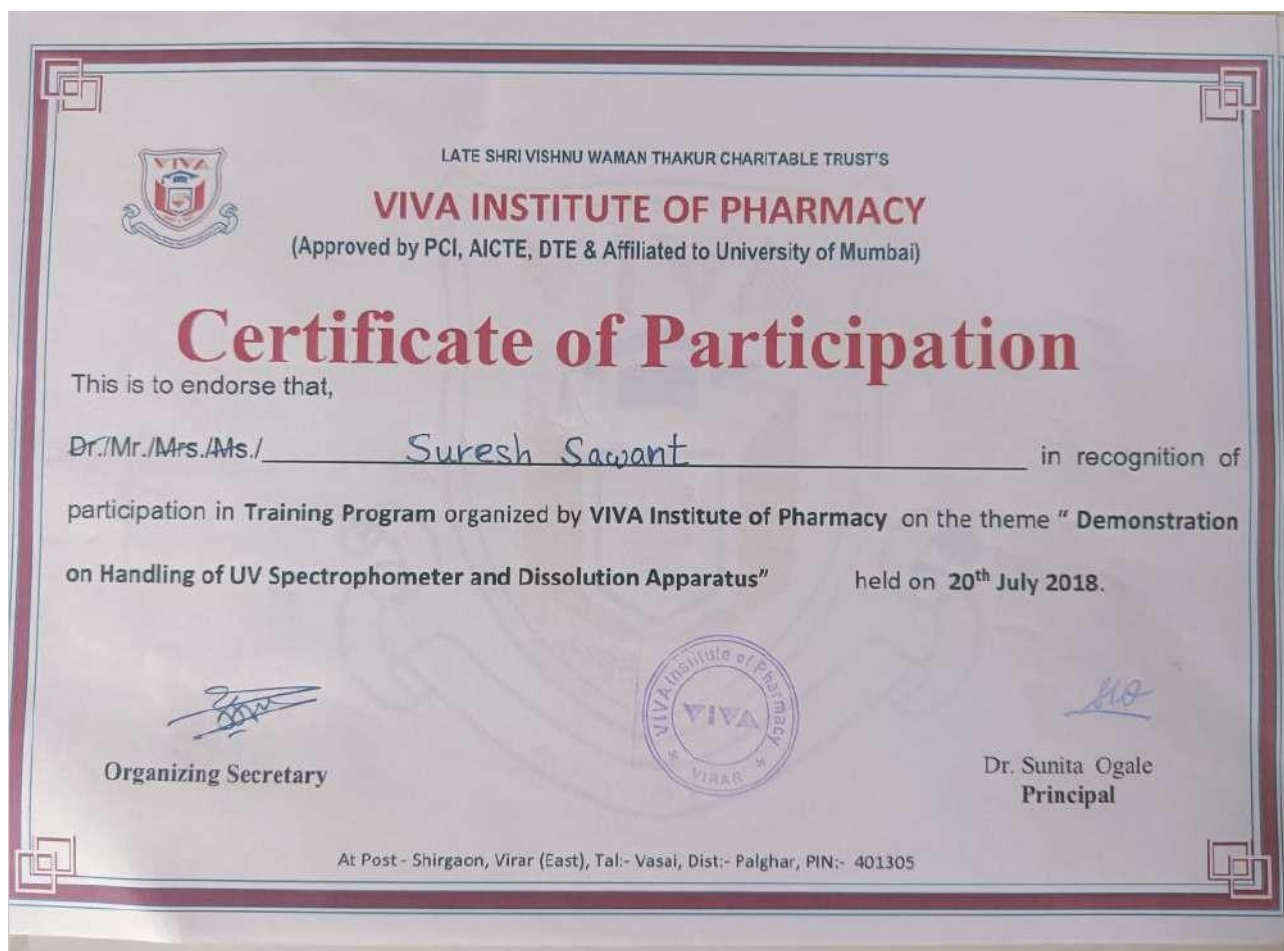 VIVA
LATE SHRI VISHNU WAMAN THAKUR CHARITABLE TRUST'S
VIVA INSTITUTE OF PHARMACY
(Approved by PCI, AICTE, DTE & Affiliated to University of Mumbai)
Certificate of Participation
This is to endorse that,
Dr./Mr./Mrs./Ms./ Suresh Sawant in recognition of
participation in Training Program organized by VIVA Institute of Pharmacy on the theme " Demonstration
on Handling of UV Spectrophometer and Dissolution Apparatus" held on 20th July 2018.
VIVA Institute of Pharmacy
VIVA
VIRAR
Organizing Secretary
Dr. Sunita Ogale
Principal
At Post - Shirgaon, Virar (East), Tal:- Vasai, Dist:- Palghar, PIN:- 401305